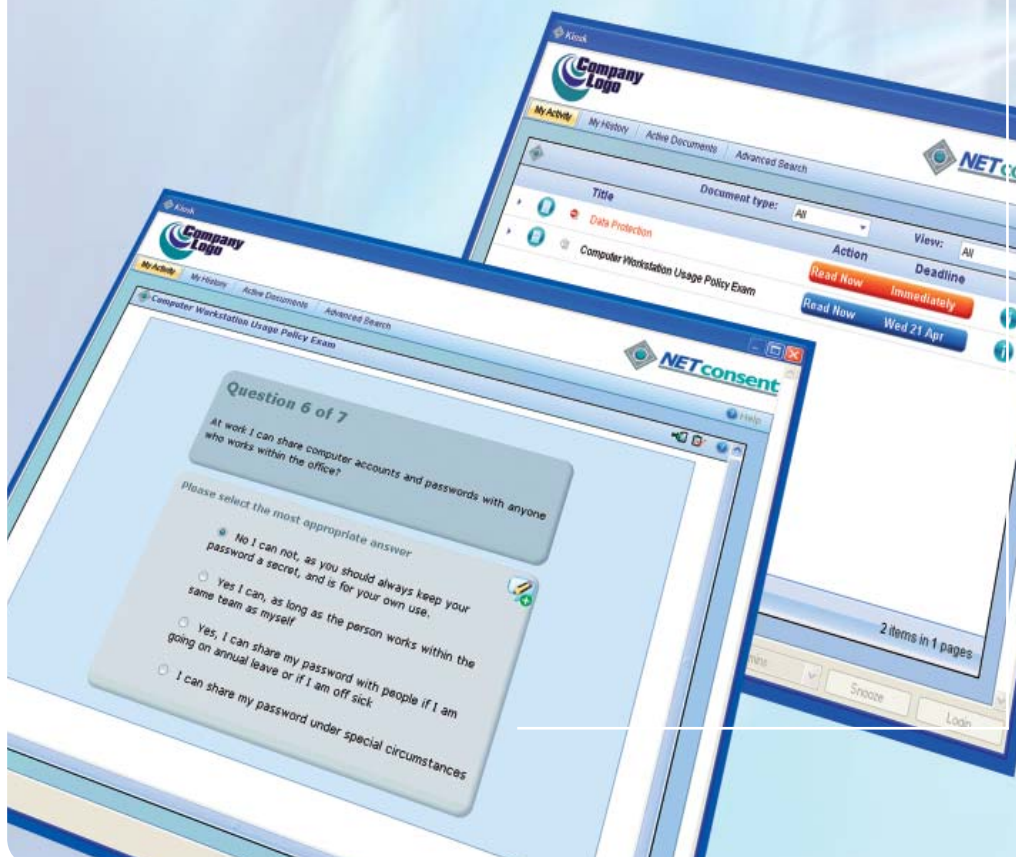 Kiosk
Company
Logo
My Activity My History Active Documents Advanced Search
NETco
Title Document type: All View: All
Action Deadline
Data Protection Read Now Immediately
Computer Workstation Usage Policy Exam Read Now Wed 21 Apr
2 items in 1 pages
Snooze Login
Kiosk
Company
Logo
My Activity My History Active Documents Advanced Search
NETconsent
Help
Computer Workstation Usage Policy Exam
Question 6 of 7
At work I can share computer accounts and passwords with anyone
who works within the office?
Please select the most appropriate answer
No I can not, as you should always keep your
password a secret, and is for your own use.
Yes I can, as long as the person works within the
same team as myself
Yes, I can share my password with people if I am
going on annual leave or if I am off sick
I can share my password under special circumstances